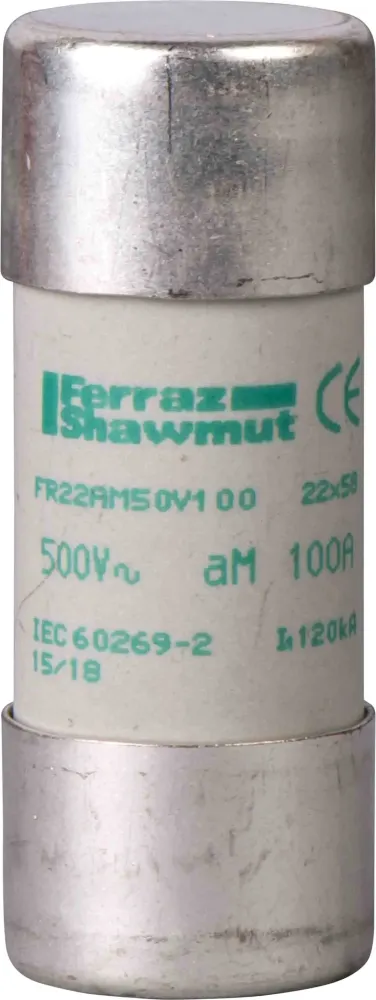 Ferraz
Shawmut CE
FR22AM50V100 22x58
500V~ aM 100A
IEC 60269-2 I₁120kA
15/18